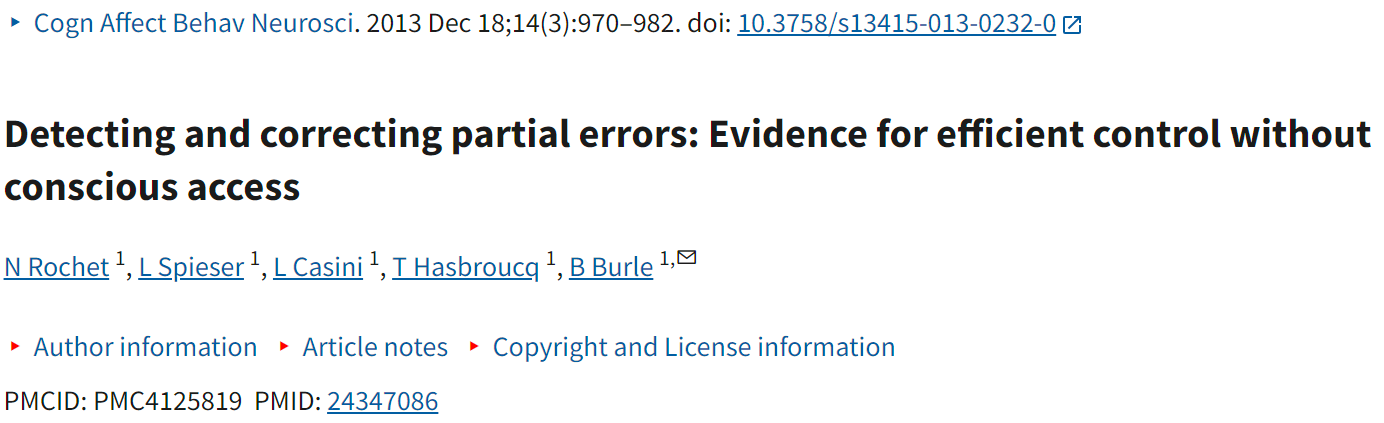 ▸ Cogn Affect Behav Neurosci. 2013 Dec 18;14(3):970–982. doi: 10.3758/s13415-013-0232-0
Detecting and correcting partial errors: Evidence for efficient control without
conscious access
N Rochet 1, L Spieser 1, L Casini 1, T Hasbroucq 1, B Burle 1,✉
▸ Author information ▸ Article notes ▸ Copyright and License information
PMCID: PMC4125819 PMID: 24347086